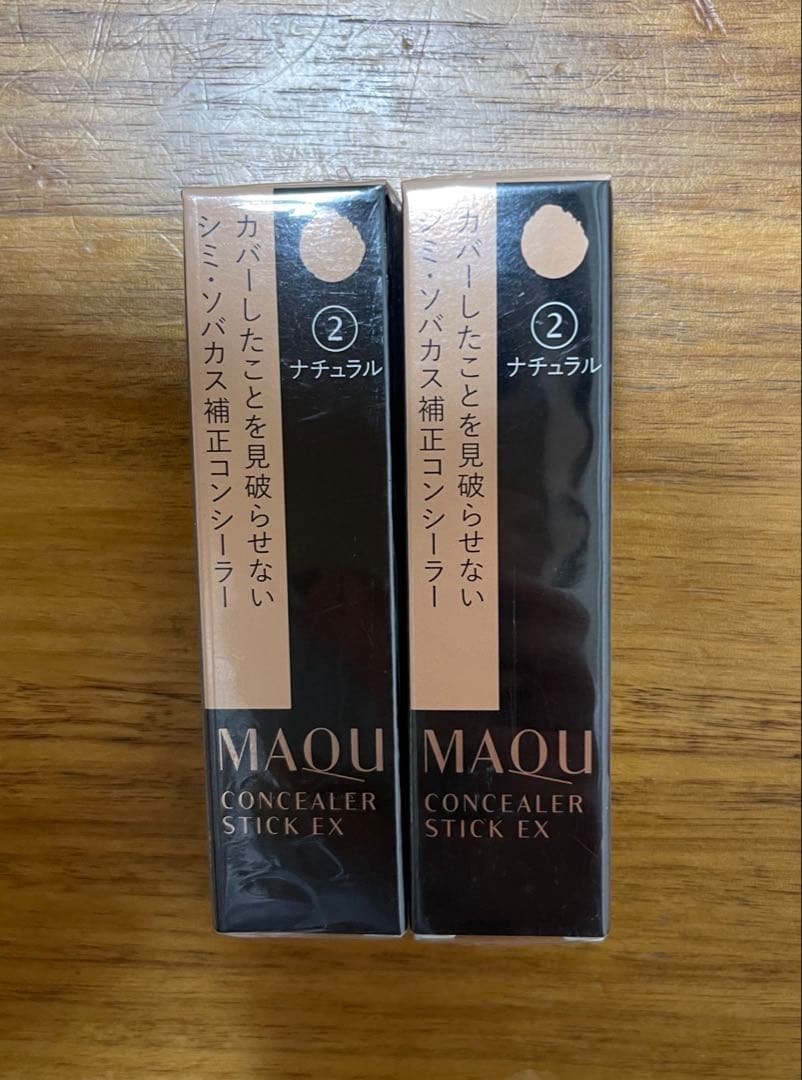 カバーしたことを見破らせない
シミ・ソバカス補正コンシーラー
②
ナチュラル
MAQU
CONCEALER
STICK EX
カバーしたことを見破らせない
シミ・ソバカス補正コンシーラー
②
ナチュラル
MAQU
CONCEALER
STICK EX